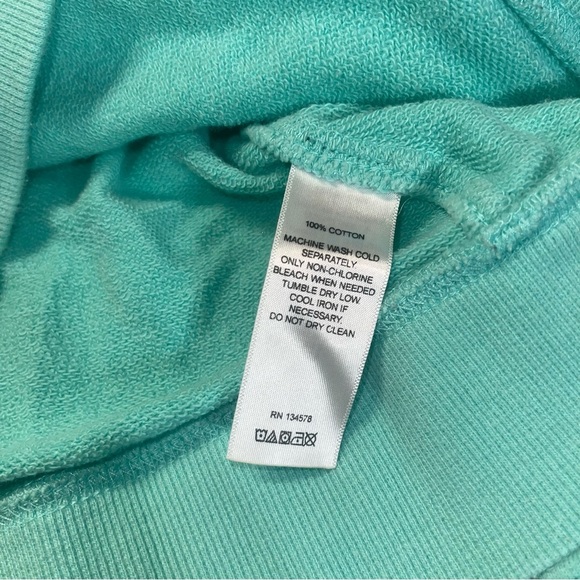 100% COTTON
MACHINE WASH COLD
SEPARATELY.
ONLY NON-CHLORINE
BLEACH WHEN NEEDED
TUMBLE DRY LOW.
COOL IRON IF
NECESSARY.
DO NOT DRY CLEAN
RN 134578